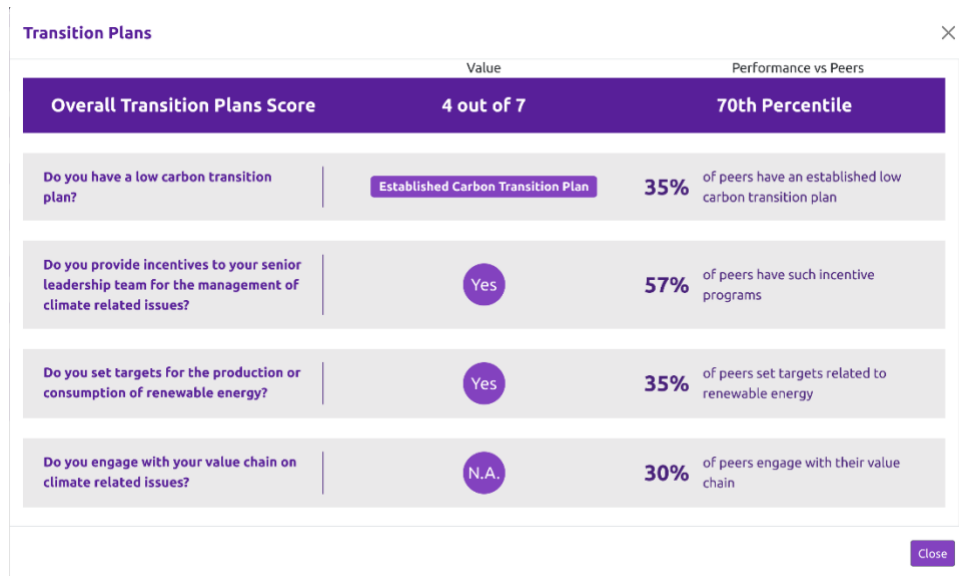 Transition Plans
Value
Performance vs Peers
Overall Transition Plans Score
4 out of 7
70th Percentile
Do you have a low carbon transition
plan?
Established Carbon Transition Plan
35%
of peers have an established low
carbon transition plan
Do you provide incentives to your senior
leadership team for the management of
climate related issues?
Yes
57%
of peers have such incentive
programs
Do you set targets for the production or
consumption of renewable energy?
Yes
35%
of peers set targets related to
renewable energy
Do you engage with your value chain on
climate related issues?
N.A.
30%
of peers engage with their value
chain
Close